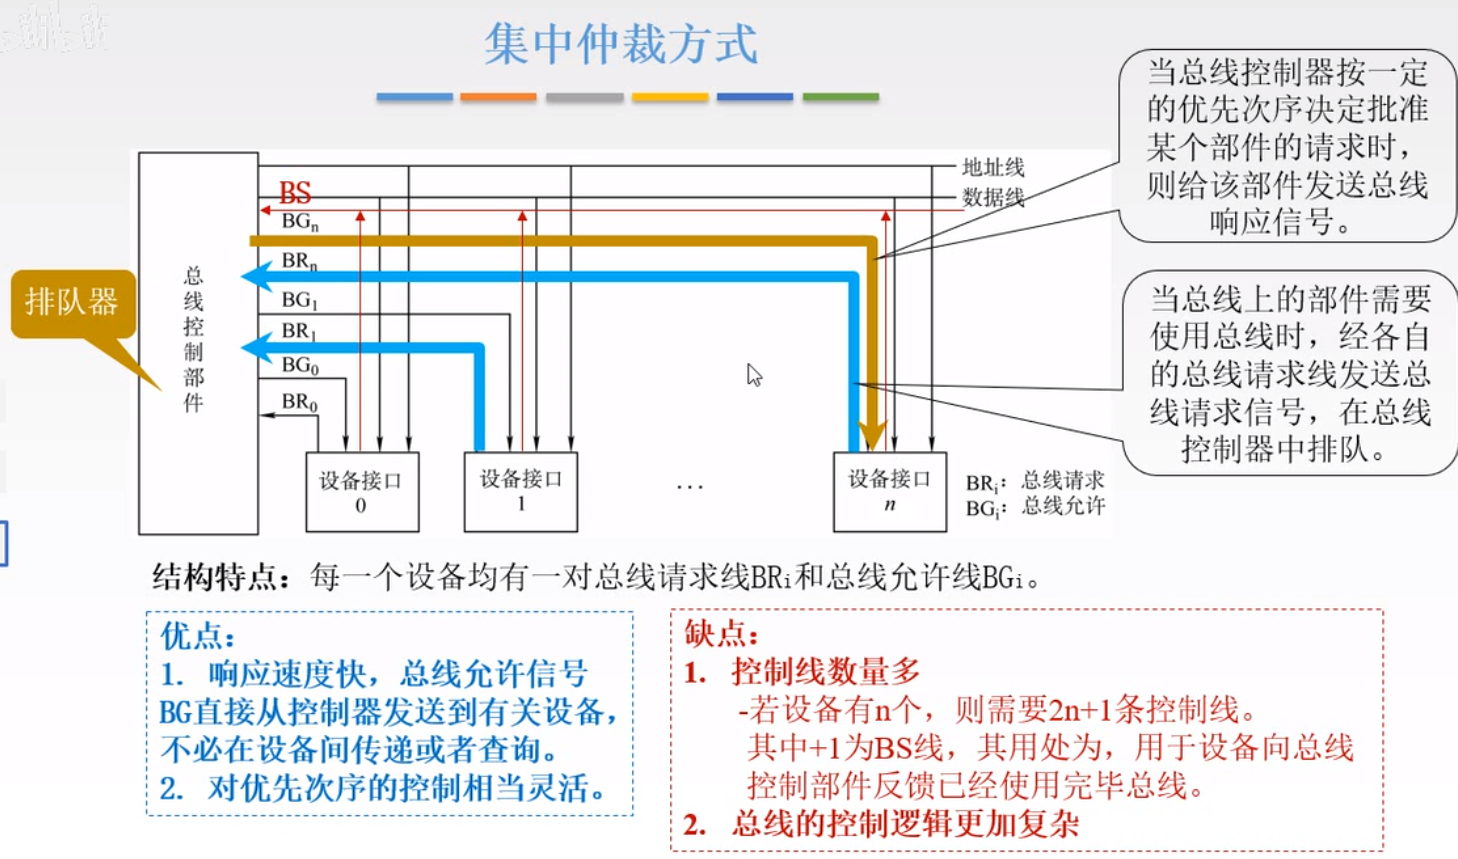 集中仲裁方式
当总线控制器按一定
的优先次序决定批准
某个部件的请求时，
则给该部件发送总线
响应信号。
地址线
数据线
BS
BGn
BRn
BG1
BR1
BG0
BR0
排队器
总
线
控
制
部
件
当总线上的部件需要
使用总线时，经各自
的总线请求线发送总
线请求信号，在总线
控制器中排队。
设备接口
0
设备接口
1
...
设备接口
n
BRi：总线请求
BGi：总线允许
结构特点：每一个设备均有一对总线请求线BRi和总线允许线BGi。
优点：
1. 响应速度快，总线允许信号
BG直接从控制器发送到有关设备，
不必在设备间传递或者查询。
2. 对优先次序的控制相当灵活。
缺点：
1. 控制线数量多
-若设备有n个，则需要2n+1条控制线。
其中+1为BS线，其用处为，用于设备向总线
控制部件反馈已经使用完毕总线。
2. 总线的控制逻辑更加复杂